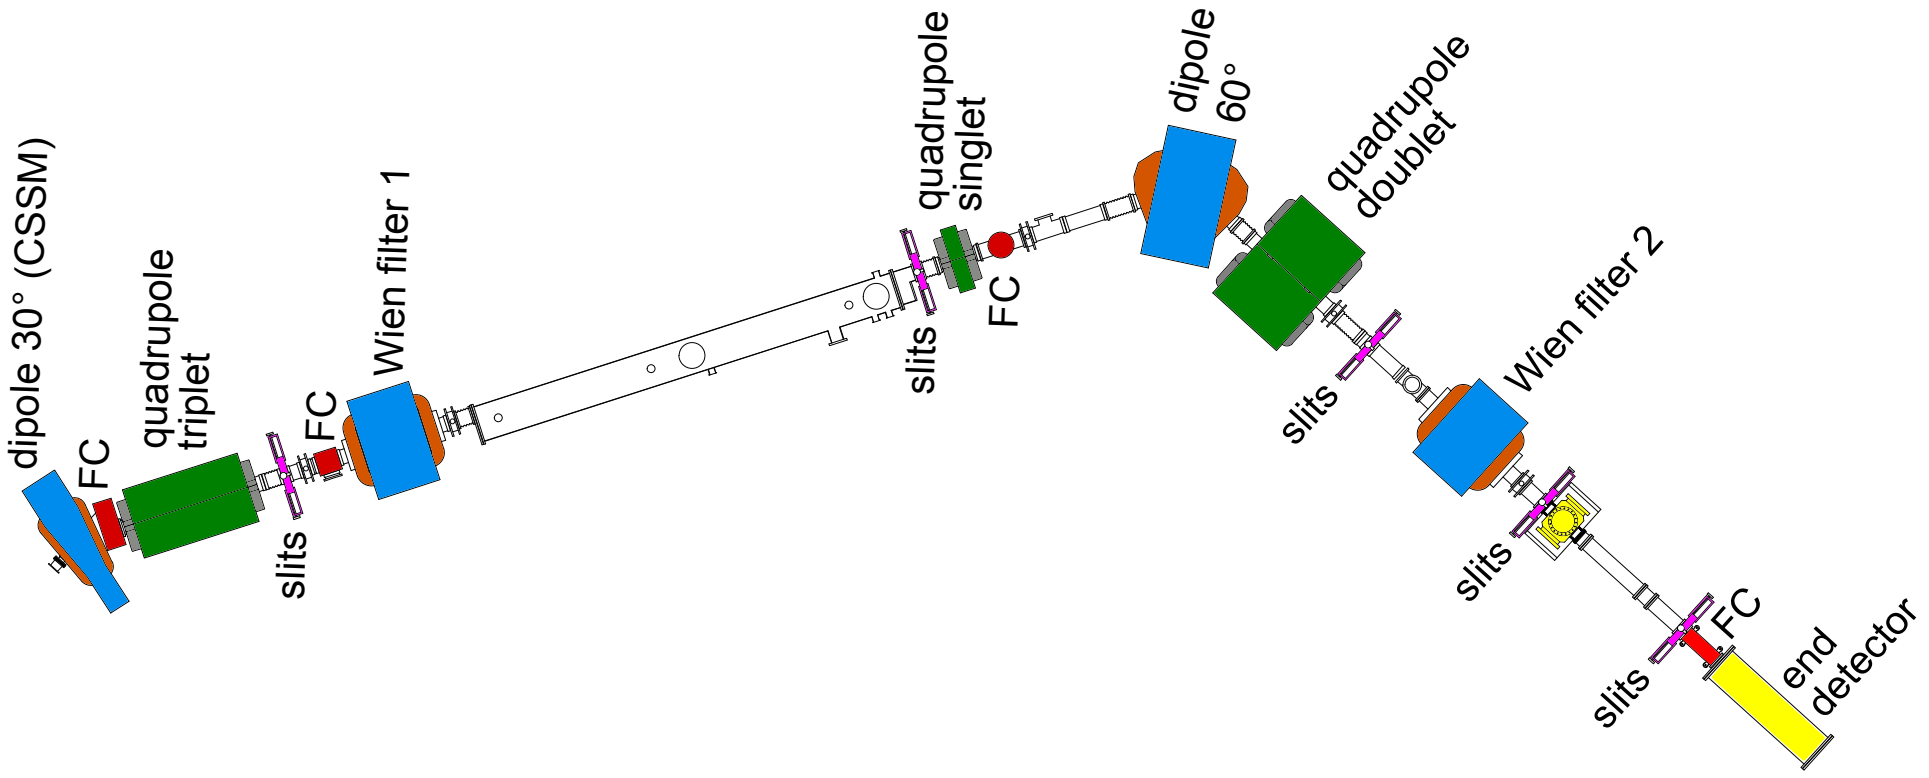 dipole 30° (CSSM)
FC
quadrupole
triplet
slits
FC
Wien filter 1
slits
quadrupole
singlet
FC
dipole
60°
quadrupole
doublet
slits
Wien filter 2
slits
slits
FC
end
detector